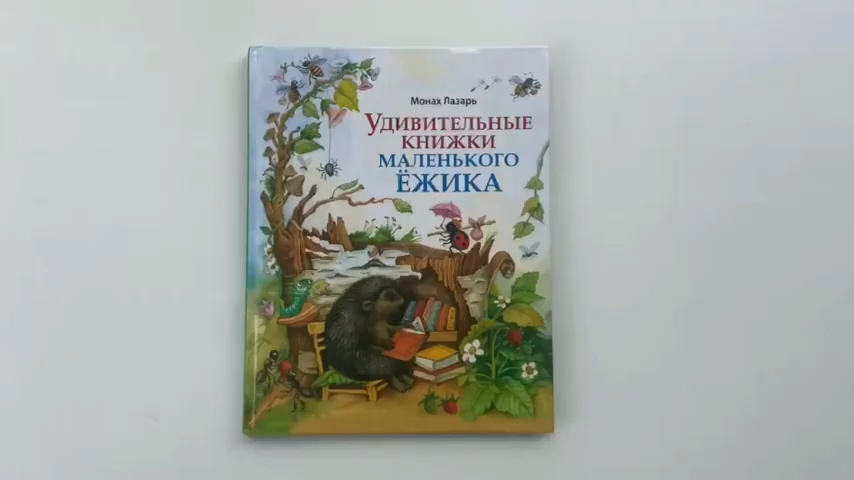 Монах Лазарь
Удивительные
книжки
маленького
ёжика